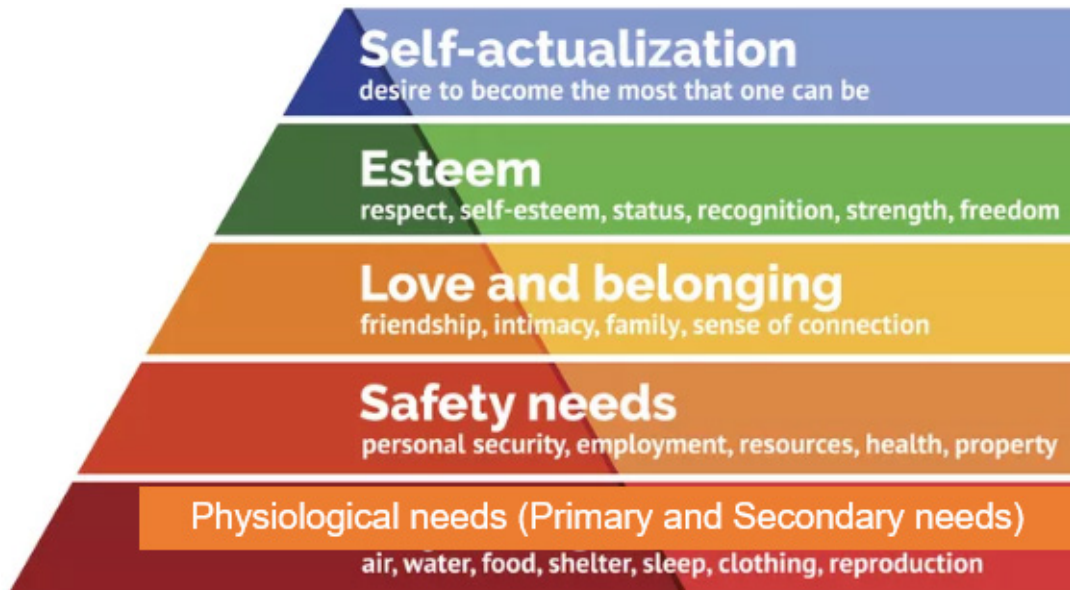 Self-actualization
desire to become the most that one can be
Esteem
respect, self-esteem, status, recognition, strength, freedom
Love and belonging
friendship, intimacy, family, sense of connection
Safety needs
personal security, employment, resources, health, property
Physiological needs (Primary and Secondary needs)
air, water, food, shelter, sleep, clothing, reproduction